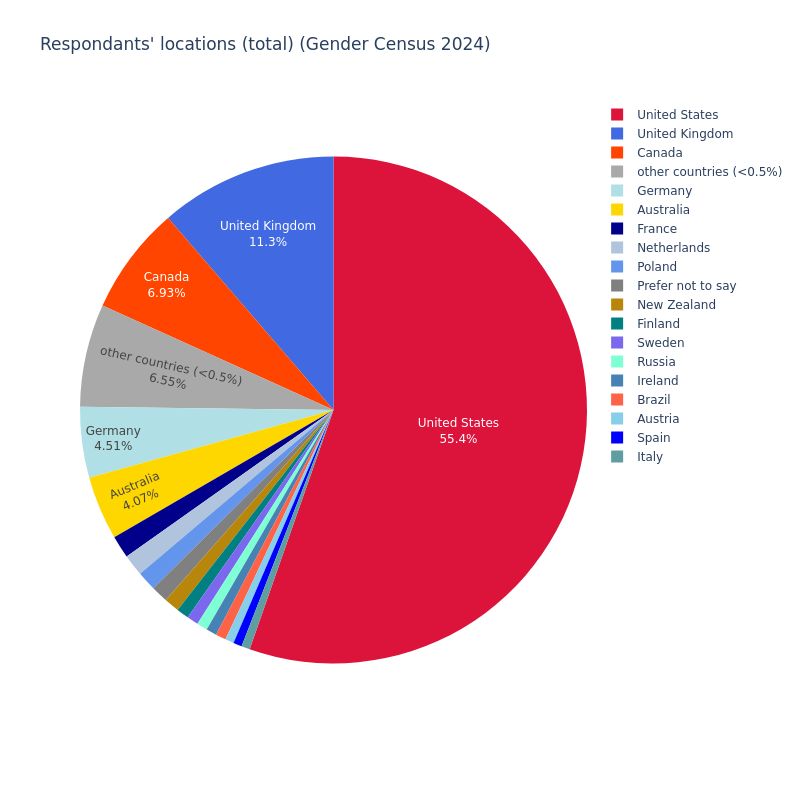 Respondants' locations (total) (Gender Census 2024)
United States
United Kingdom
Canada
other countries (<0.5%)
Germany
Australia
France
Netherlands
Poland
Prefer not to say
New Zealand
Finland
Sweden
Russia
Ireland
Brazil
Austria
Spain
Italy
United Kingdom
11.3%
Canada
6.93%
other countries (<0.5%)
6.55%
Germany
4.51%
Australia
4.07%
United States
55.4%